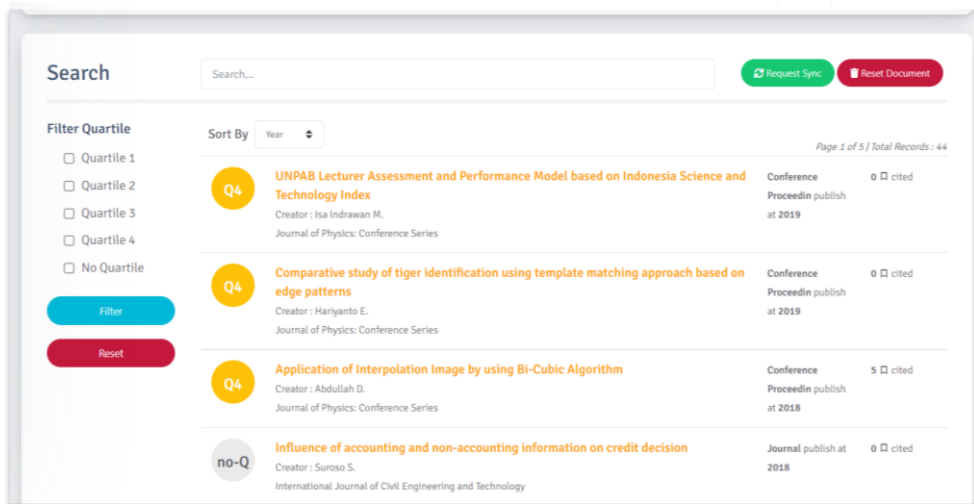 Search
Search...
Request Sync
Reset Document
Filter Quartile
Quartile 1
Quartile 2
Quartile 3
Quartile 4
No Quartile
Filter
Reset
Sort By
Year
Page 1 of 5 | Total Records : 44
Q4
UNPAB Lecturer Assessment and Performance Model based on Indonesia Science and
Technology Index
Creator : Isa Indrawan M.
Journal of Physics: Conference Series
Conference
Proceedin publish
at 2019
0 cited
Q4
Comparative study of tiger identification using template matching approach based on
edge patterns
Creator : Hariyanto E.
Journal of Physics: Conference Series
Conference
Proceedin publish
at 2019
0 cited
Q4
Application of Interpolation Image by using Bi-Cubic Algorithm
Creator : Abdullah D.
Journal of Physics: Conference Series
Conference
Proceedin publish
at 2018
5 cited
no-Q
Influence of accounting and non-accounting information on credit decision
Creator : Suroso S.
International Journal of Civil Engineering and Technology
Journal publish at
2018
0 cited